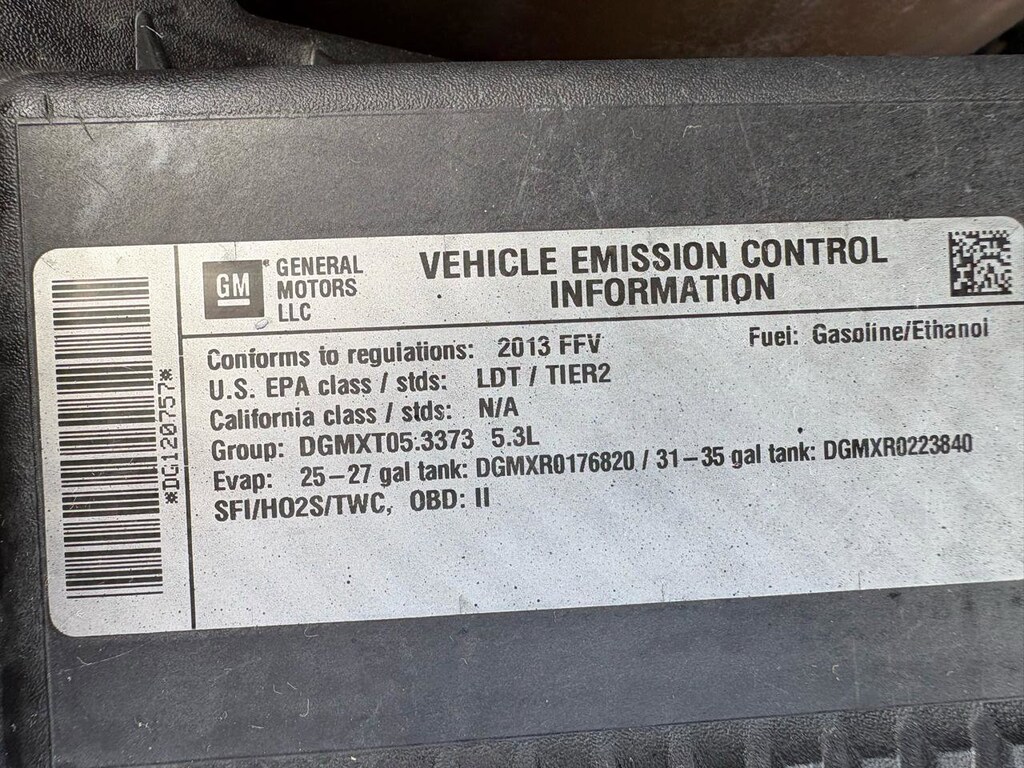 GM
GENERAL
MOTORS
LLC
VEHICLE EMISSION CONTROL
INFORMATION
Conforms to regulations: 2013 FFV
Fuel: Gasoline/Ethanol
U.S. EPA class / stds: LDT / TIER2
California class / stds: N/A
Group: DGMXT05.3373 5.3L
Evap: 25-27 gal tank: DGMXR0176820 / 31-35 gal tank: DGMXR0223840
SFI/HO2S/TWC, OBD: II
*DG120757*